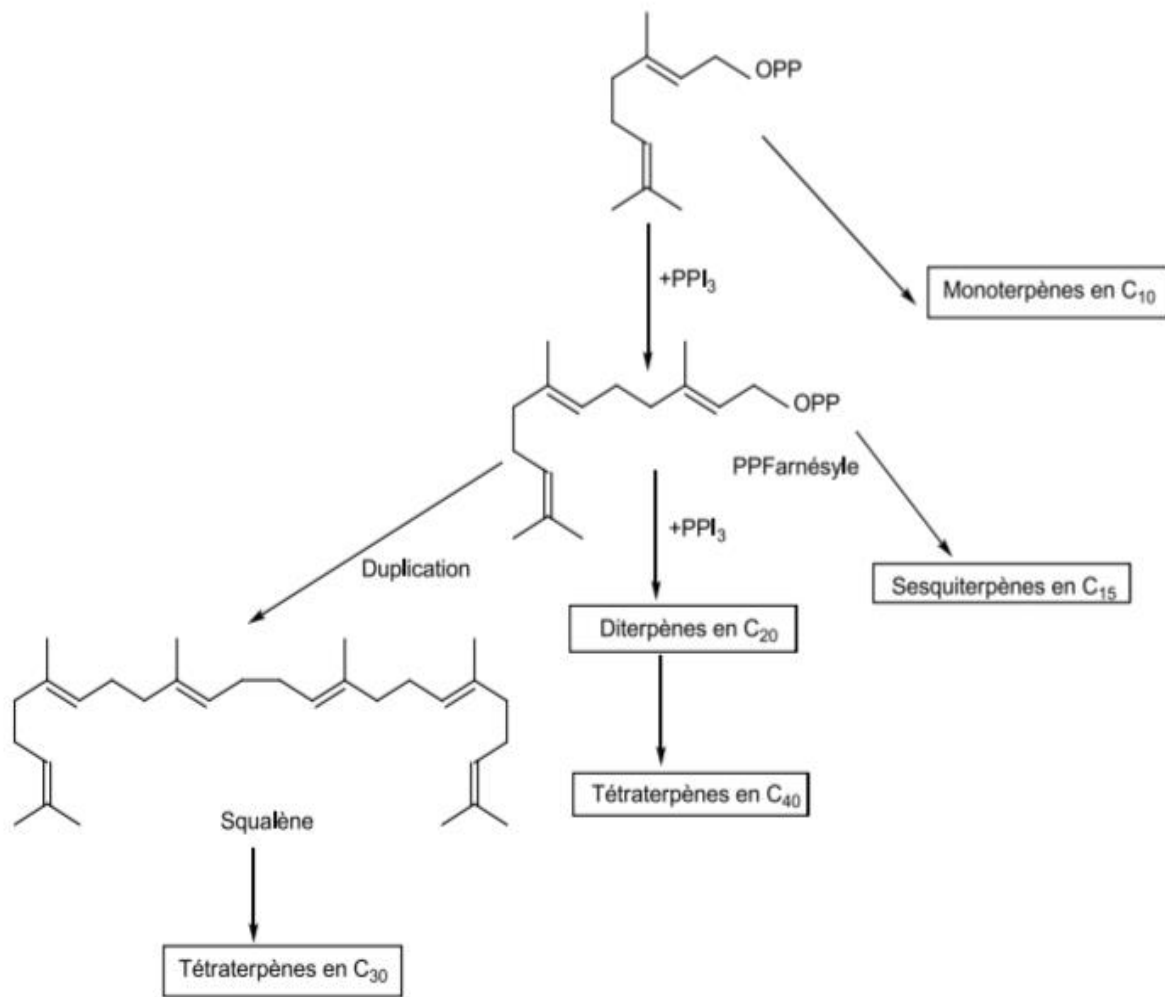 OPP
+PPI₃
Monoterpènes en C₁₀
OPP
PPFarnésyle
+PPI₃
Duplication
Sesquiterpènes en C₁₅
Diterpènes en C₂₀
Tétraterpènes en C₄₀
Squalène
Tétraterpènes en C₃₀